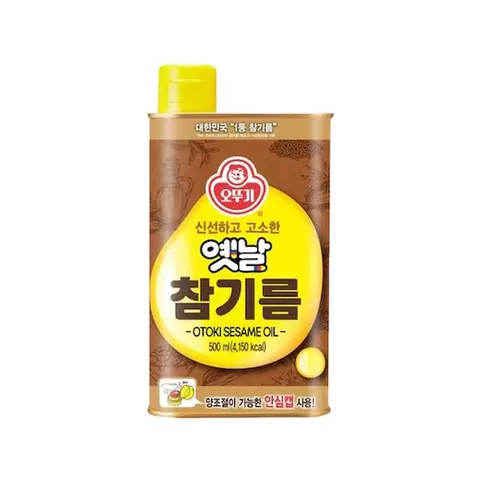 대한민국 "1등 참기름"
오뚜기
®
신선하고 고소한
옛날
참기름
- OTOKI SESAME OIL -
500 ml(4,150 kcal)
양조절이 가능한 안심캡 사용!